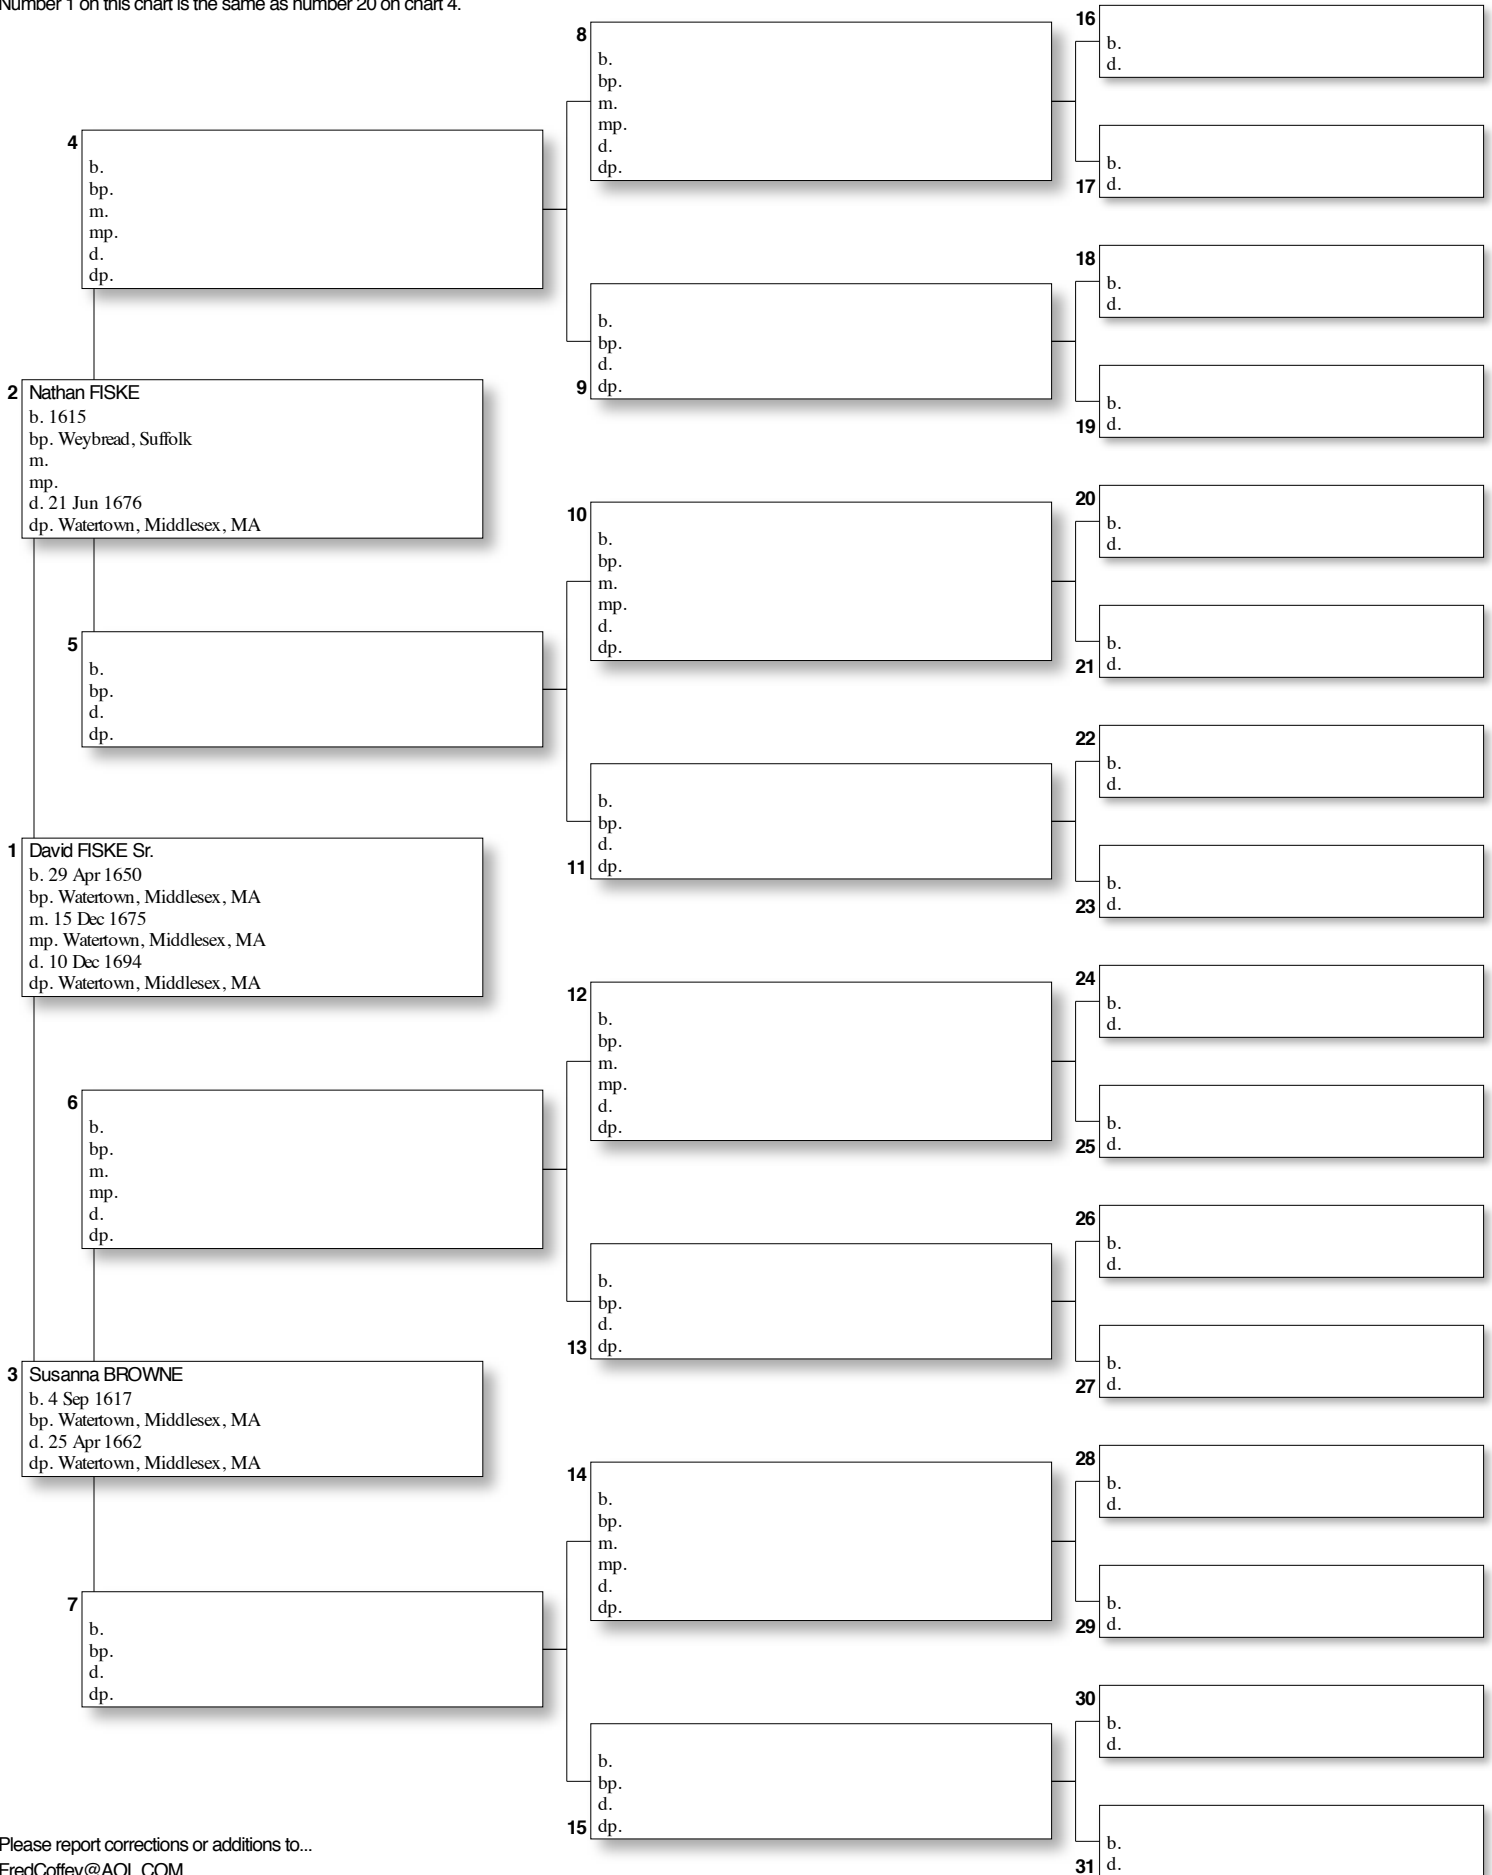 Number 1 on this chart is the same as number 20 on chart 4.
16
b.
d.
8
b.
bp.
m.
mp.
d.
dp.
17
b.
d.
4
b.
bp.
m.
mp.
d.
dp.
18
b.
d.
9
b.
bp.
d.
dp.
19
b.
d.
2 Nathan FISKE
b. 1615
bp. Weybread, Suffolk
m.
mp.
d. 21 Jun 1676
dp. Watertown, Middlesex, MA
20
b.
d.
10
b.
bp.
m.
mp.
d.
dp.
21
b.
d.
5
b.
bp.
d.
dp.
22
b.
d.
11
b.
bp.
d.
dp.
23
b.
d.
1 David FISKE Sr.
b. 29 Apr 1650
bp. Watertown, Middlesex, MA
m. 15 Dec 1675
mp. Watertown, Middlesex, MA
d. 10 Dec 1694
dp. Watertown, Middlesex, MA
24
b.
d.
12
b.
bp.
m.
mp.
d.
dp.
25
b.
d.
6
b.
bp.
m.
mp.
d.
dp.
26
b.
d.
13
b.
bp.
d.
dp.
27
b.
d.
3 Susanna BROWNE
b. 4 Sep 1617
bp. Watertown, Middlesex, MA
d. 25 Apr 1662
dp. Watertown, Middlesex, MA
28
b.
d.
14
b.
bp.
m.
mp.
d.
dp.
29
b.
d.
7
b.
bp.
d.
dp.
30
b.
d.
15
b.
bp.
d.
dp.
31
b.
d.
Please report corrections or additions to...
FredCoffey@AOL.COM